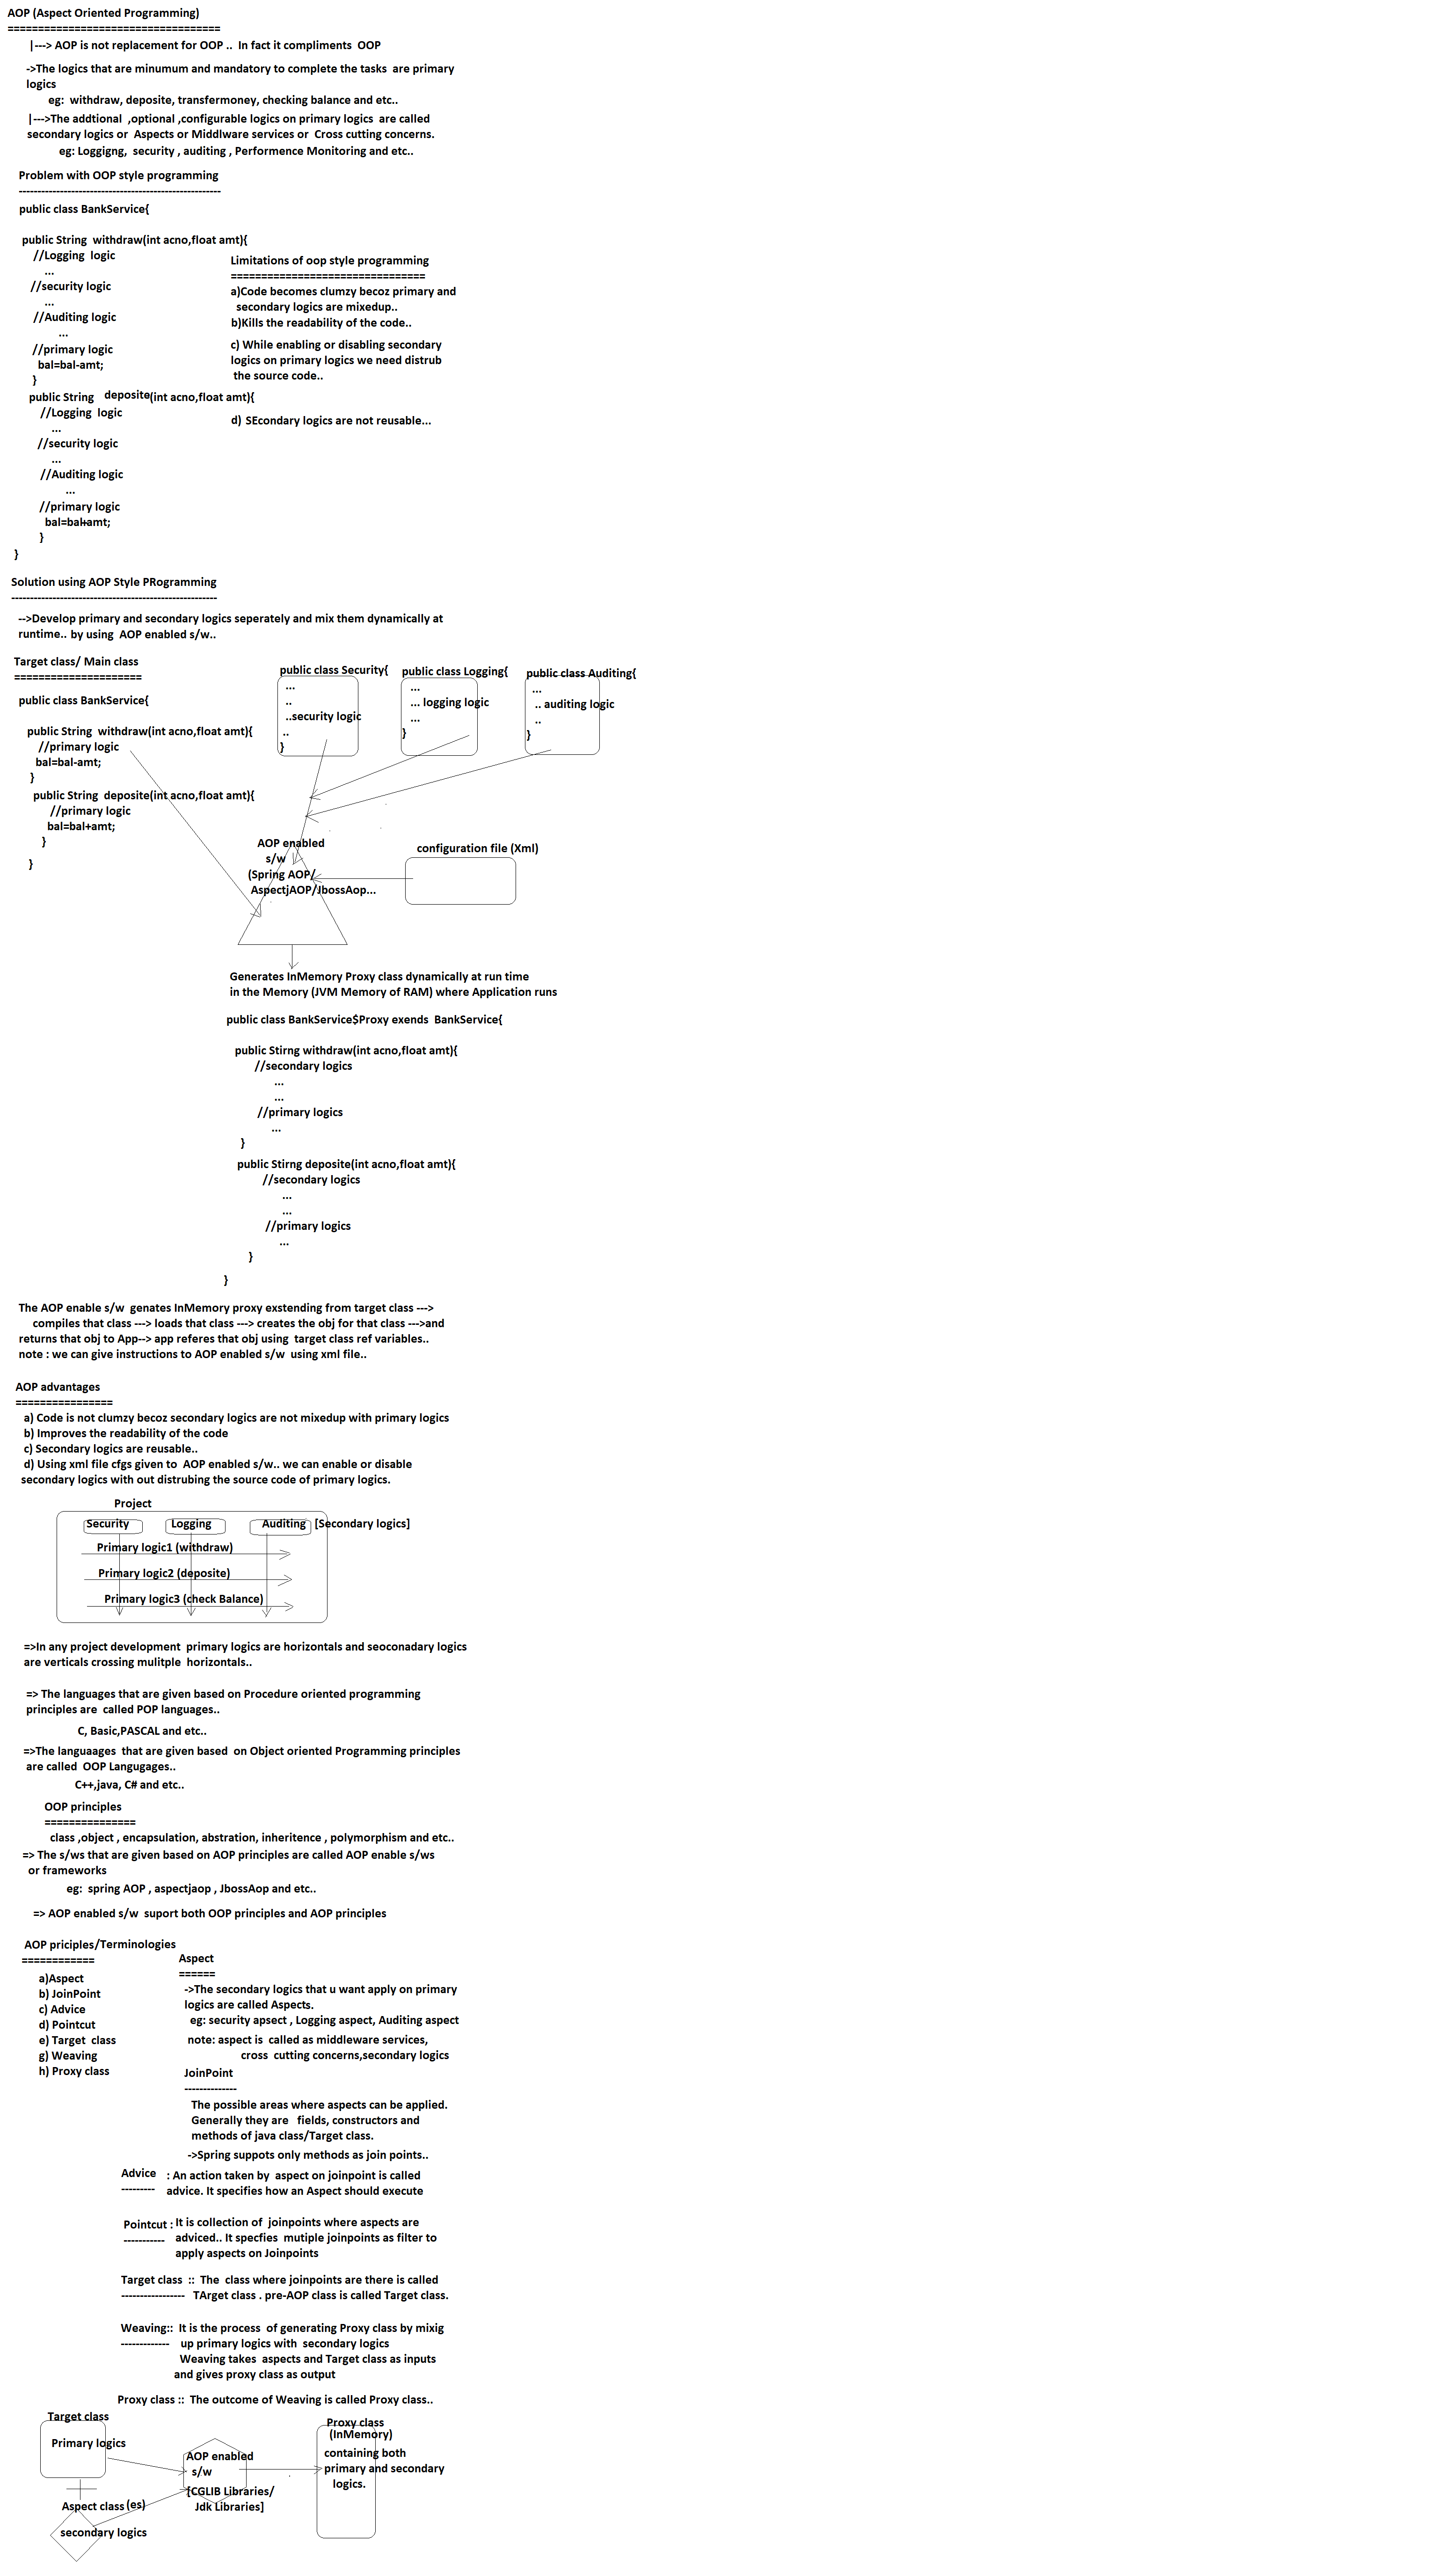 AOP (Aspect Oriented Programming)
===================================
|---> AOP is not replacement for OOP .. In fact it compliments OOP
->The logics that are minumum and mandatory to complete the tasks are primary
logics
eg: withdraw, deposite, transfermoney, checking balance and etc..
|--->The addtional ,optional ,configurable logics on primary logics are called
secondary logics or Aspects or Middlware services or Cross cutting concerns.
eg: Loggigng, security , auditing , Performence Monitoring and etc..
Problem with OOP style programming
------------------------------------------------------
public class BankService{
public String withdraw(int acno,float amt){
//Logging logic
...
//security logic
...
//Auditing logic
...
//primary logic
bal=bal-amt;
}
public String deposite(int acno,float amt){
//Logging logic
...
//security logic
...
//Auditing logic
...
//primary logic
bal=bal+amt;
}
}
Limitations of oop style programming
================================
a)Code becomes clumzy becoz primary and
secondary logics are mixedup..
b)Kills the readability of the code..
c) While enabling or disabling secondary
logics on primary logics we need distrub
the source code..
d) SEcondary logics are not reusable...
Solution using AOP Style PRogramming
-------------------------------------------------------
-->Develop primary and secondary logics seperately and mix them dynamically at
runtime.. by using AOP enabled s/w..
Target class/ Main class
=====================
public class BankService{
public String withdraw(int acno,float amt){
//primary logic
bal=bal-amt;
}
public String deposite(int acno,float amt){
//primary logic
bal=bal+amt;
}
}
public class Security{
...
..
..security logic
..
}
public class Logging{
...
... logging logic
...
}
public class Auditing{
...
.. auditing logic
..
}
AOP enabled
s/w
(Spring AOP/
AspectjAOP/JbossAop...
configuration file (Xml)
Generates InMemory Proxy class dynamically at run time
in the Memory (JVM Memory of RAM) where Application runs
public class BankService$Proxy exends BankService{
public Stirng withdraw(int acno,float amt){
//secondary logics
...
...
//primary logics
...
}
public Stirng deposite(int acno,float amt){
//secondary logics
...
...
//primary logics
...
}
}
The AOP enable s/w genates InMemory proxy exstending from target class --->
compiles that class ---> loads that class ---> creates the obj for that class --->and
returns that obj to App--> app referes that obj using target class ref variables..
note : we can give instructions to AOP enabled s/w using xml file..
AOP advantages
================
a) Code is not clumzy becoz secondary logics are not mixedup with primary logics
b) Improves the readability of the code
c) Secondary logics are reusable..
d) Using xml file cfgs given to AOP enabled s/w.. we can enable or disable
secondary logics with out distrubing the source code of primary logics.
Project
Security Logging Auditing [Secondary logics]
Primary logic1 (withdraw)
Primary logic2 (deposite)
Primary logic3 (check Balance)
=>In any project development primary logics are horizontals and seoconadary logics
are verticals crossing mulitple horizontals..
=> The languages that are given based on Procedure oriented programming
principles are called POP languages..
C, Basic,PASCAL and etc..
=>The languaages that are given based on Object oriented Programming principles
are called OOP Langugages..
C++,java, C# and etc..
OOP principles
===============
class ,object , encapsulation, abstration, inheritence , polymorphism and etc..
=> The s/ws that are given based on AOP principles are called AOP enable s/ws
or frameworks
eg: spring AOP , aspectjaop , JbossAop and etc..
=> AOP enabled s/w suport both OOP principles and AOP principles
AOP priciples/Terminologies
============
a)Aspect
b) JoinPoint
c) Advice
d) Pointcut
e) Target class
g) Weaving
h) Proxy class
Aspect
======
->The secondary logics that u want apply on primary
logics are called Aspects.
eg: security apsect , Logging aspect, Auditing aspect
note: aspect is called as middleware services,
cross cutting concerns,secondary logics
JoinPoint
--------------
The possible areas where aspects can be applied.
Generally they are fields, constructors and
methods of java class/Target class.
->Spring suppots only methods as join points..
Advice : An action taken by aspect on joinpoint is called
--------- advice. It specifies how an Aspect should execute
Pointcut : It is collection of joinpoints where aspects are
----------- adviced.. It specfies mutiple joinpoints as filter to
apply aspects on Joinpoints
Target class :: The class where joinpoints are there is called
----------------- TArget class . pre-AOP class is called Target class.
Weaving:: It is the process of generating Proxy class by mixig
------------- up primary logics with secondary logics
Weaving takes aspects and Target class as inputs
and gives proxy class as output
Proxy class :: The outcome of Weaving is called Proxy class..
Target class
Primary logics
Aspect class (es)
secondary logics
AOP enabled
s/w
[CGLIB Libraries/
Jdk Libraries]
Proxy class
(InMemory)
containing both
primary and secondary
logics.